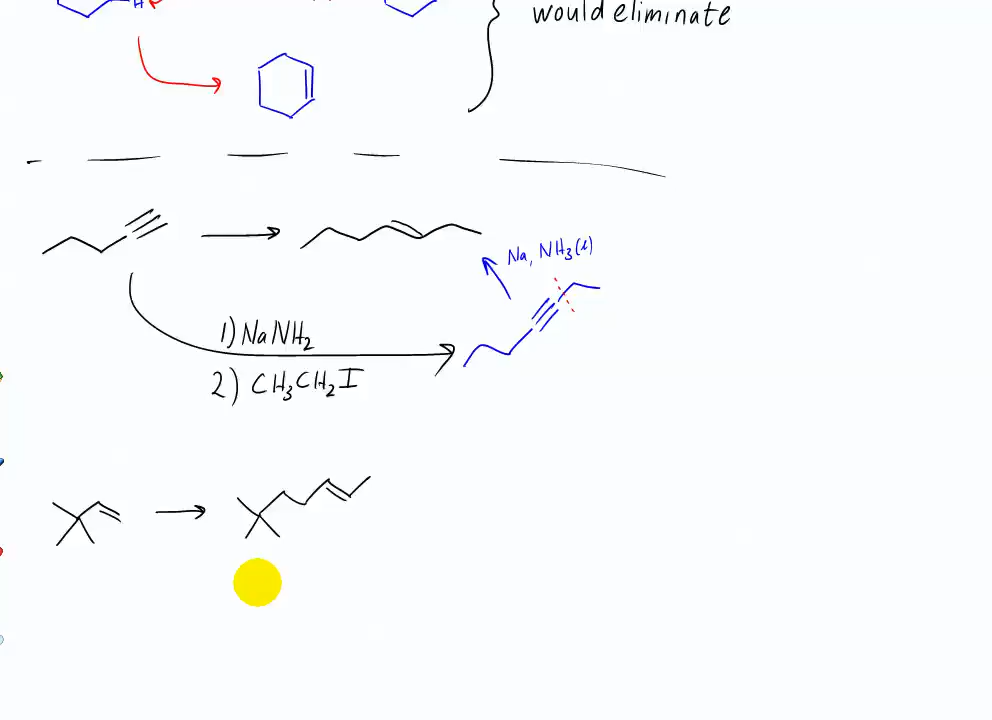 H
would eliminate
Na, NH3(l)
1) NaNH2
2) CH3CH2I